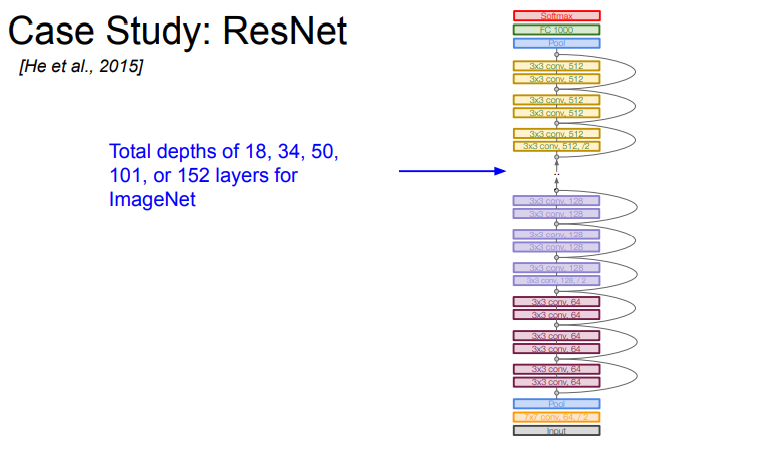 Case Study: ResNet
[He et al., 2015]
Total depths of 18, 34, 50,
101, or 152 layers for
ImageNet
Softmax
FC 1000
Pool
3x3 conv, 512
3x3 conv, 512
3x3 conv, 512
3x3 conv, 512
3x3 conv, 512
3x3 conv, 512, /2
..
3x3 conv, 128
3x3 conv, 128
3x3 conv, 128
3x3 conv, 128
3x3 conv, 128
3x3 conv, 128, / 2
3x3 conv, 64
3x3 conv, 64
3x3 conv, 64
3x3 conv, 64
3x3 conv, 64
3x3 conv, 64
Pool
7x7 conv, 64, / 2
Input